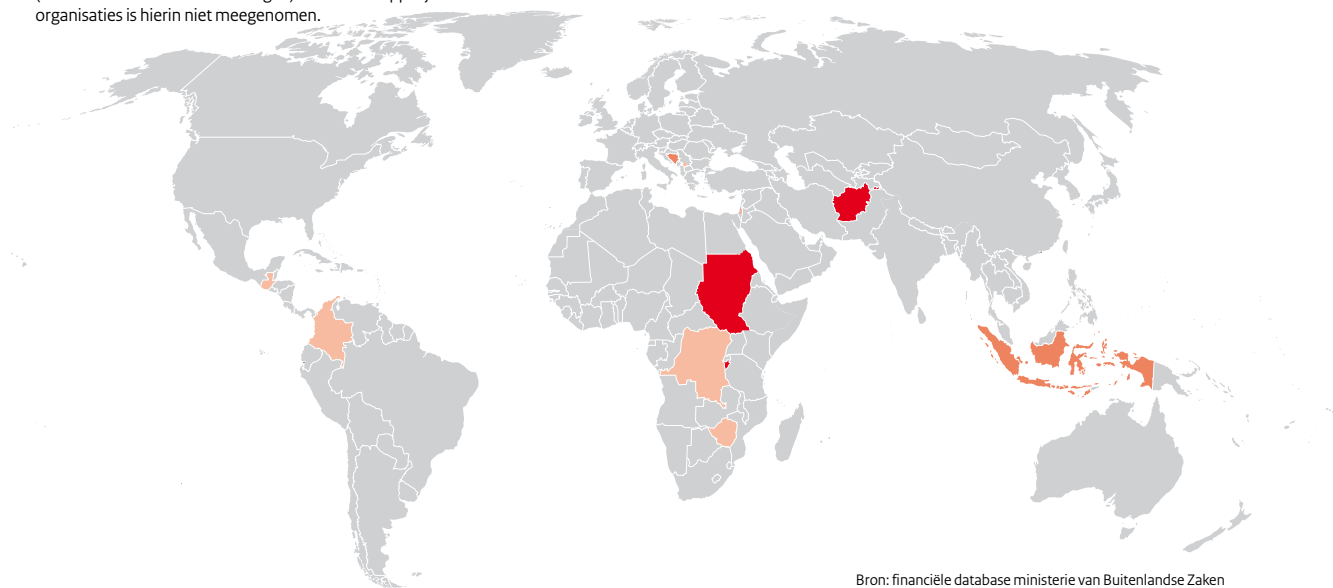 organisaties is hierin niet meegenomen.
Bron: financiële database ministerie van Buitenlandse Zaken